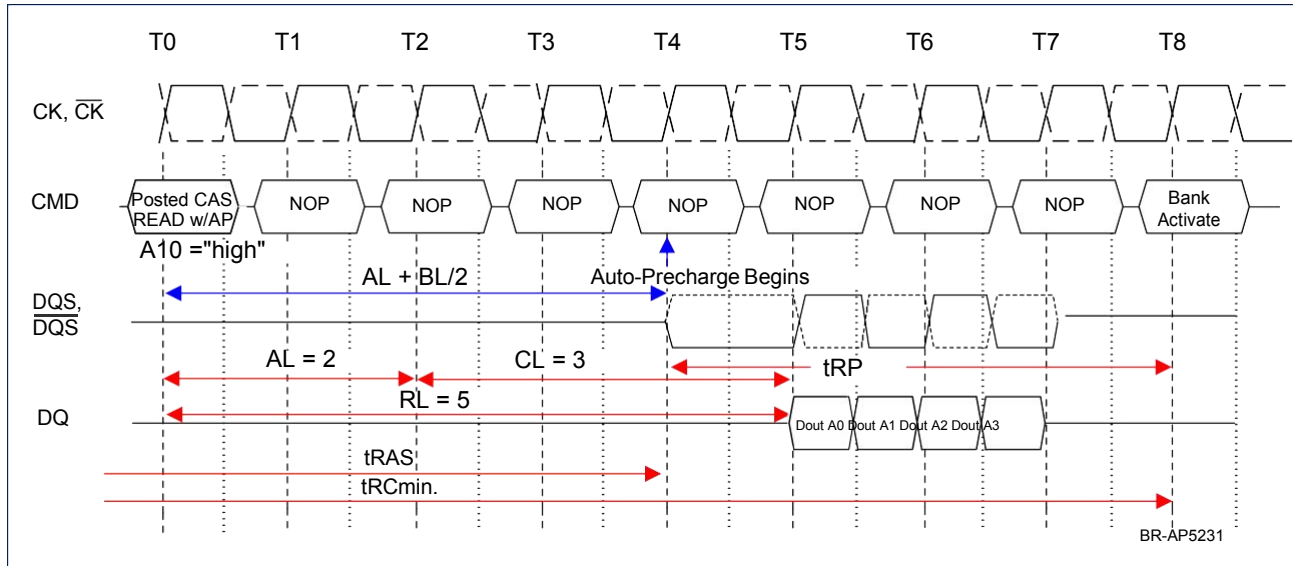 T0 T1 T2 T3 T4 T5 T6 T7 T8
CK, CK
CMD
Posted CAS
READ w/AP
NOP NOP NOP NOP NOP NOP NOP
Bank
Activate
A10 ="high"
AL + BL/2
Auto-Precharge Begins
DQS,
DQS
AL = 2
CL = 3
tRP
RL = 5
DQ
Dout A0 Dout A1 Dout A2 Dout A3
tRAS
tRCmin.
BR-AP5231